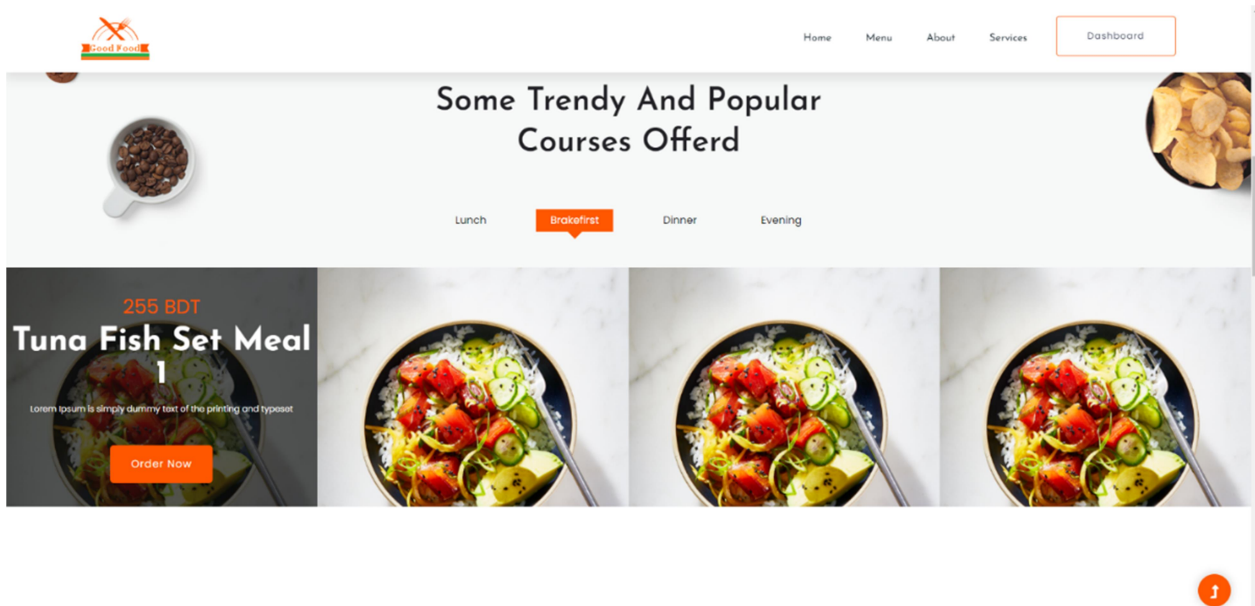 Good Food
Home Menu About Services Dashboard
Some Trendy And Popular
Courses Offerd
Lunch Brakefirst Dinner Evening
255 BDT
Tuna Fish Set Meal
1
Lorem Ipsum is simply dummy text of the printing and typeset
Order Now